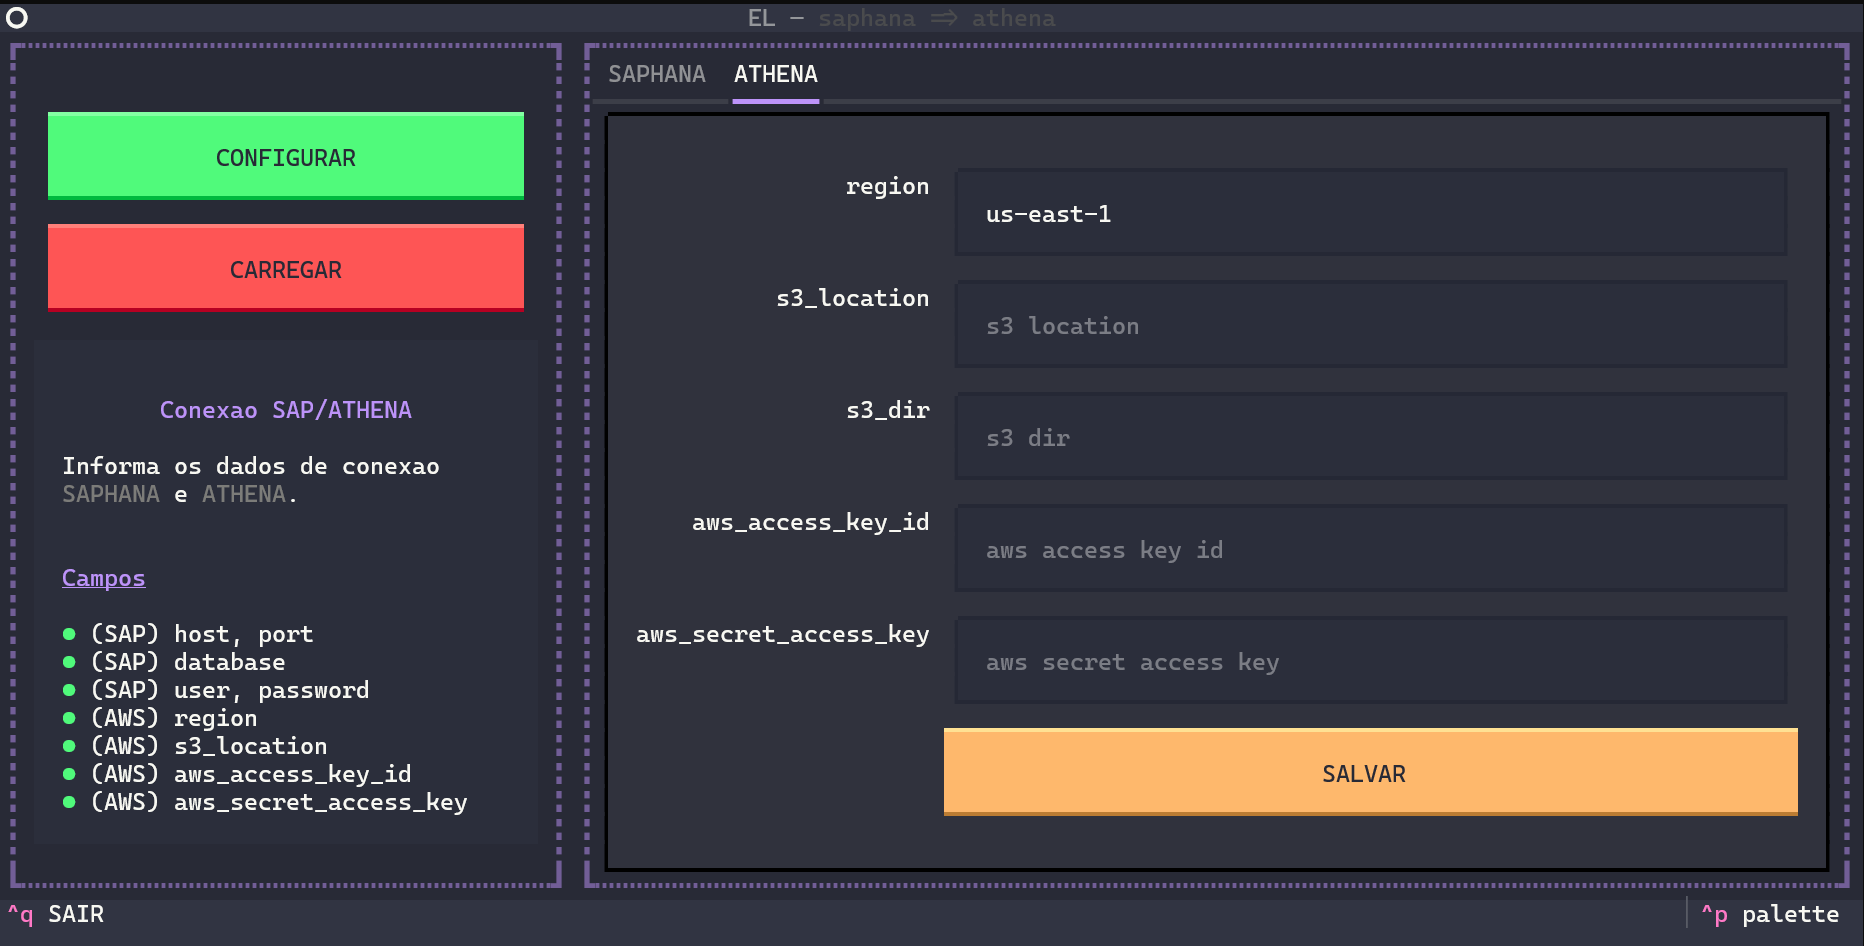 EL — saphana => athena
CONFIGURAR
CARREGAR
Conexao SAP/ATHENA
Informa os dados de conexao
SAPHANA e ATHENA.
Campos
● (SAP) host, port
● (SAP) database
● (SAP) user, password
● (AWS) region
● (AWS) s3_location
● (AWS) aws_access_key_id
● (AWS) aws_secret_access_key
SAPHANA ATHENA
region
us-east-1
s3_location
s3 location
s3_dir
s3 dir
aws_access_key_id
aws access key id
aws_secret_access_key
aws secret access key
SALVAR
^q SAIR
^p palette